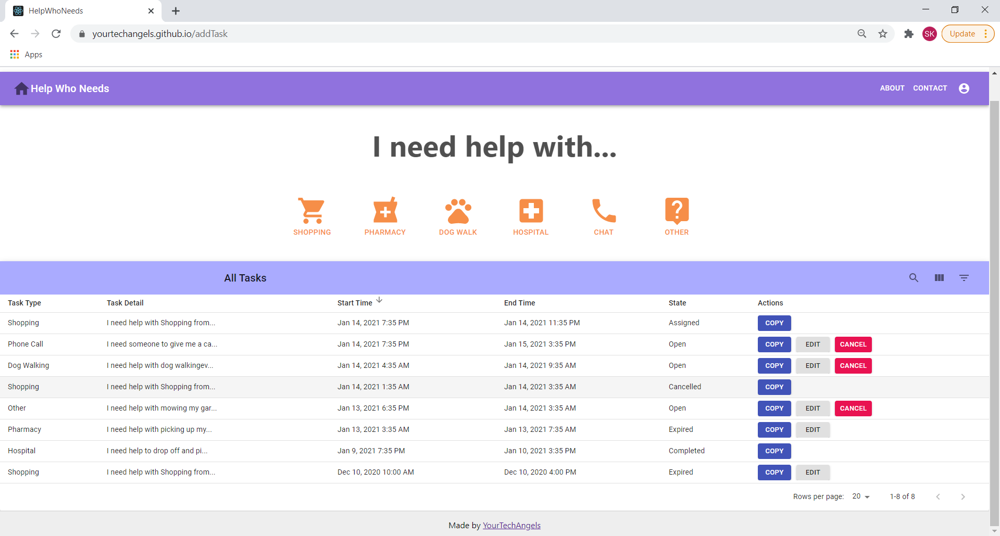 HelpWhoNeeds
yourtechangels.github.io/addTask
SK
Update
Apps
Help Who Needs
ABOUT CONTACT
I need help with...
SHOPPING PHARMACY DOG WALK HOSPITAL CHAT OTHER
All Tasks
Task Type Task Detail Start Time End Time State Actions
Shopping I need help with Shopping from... Jan 14, 2021 7:35 PM Jan 14, 2021 11:35 PM Assigned COPY
Phone Call I need someone to give me a ca... Jan 14, 2021 7:35 PM Jan 15, 2021 3:35 PM Open COPY EDIT CANCEL
Dog Walking I need help with dog walkingev... Jan 14, 2021 4:35 AM Jan 14, 2021 9:35 AM Open COPY EDIT CANCEL
Shopping I need help with Shopping from... Jan 14, 2021 1:35 AM Jan 14, 2021 3:35 AM Cancelled COPY
Other I need help with mowing my gar... Jan 13, 2021 6:35 PM Jan 14, 2021 3:35 AM Open COPY EDIT CANCEL
Pharmacy I need help with picking up my... Jan 13, 2021 3:35 AM Jan 13, 2021 7:35 AM Expired COPY EDIT
Hospital I need help to drop off and pi... Jan 9, 2021 7:35 PM Jan 10, 2021 3:35 PM Completed COPY
Shopping I need help with Shopping from... Dec 10, 2020 10:00 AM Dec 10, 2020 4:00 PM Expired COPY EDIT
Rows per page: 20 1-8 of 8
Made by YourTechAngels